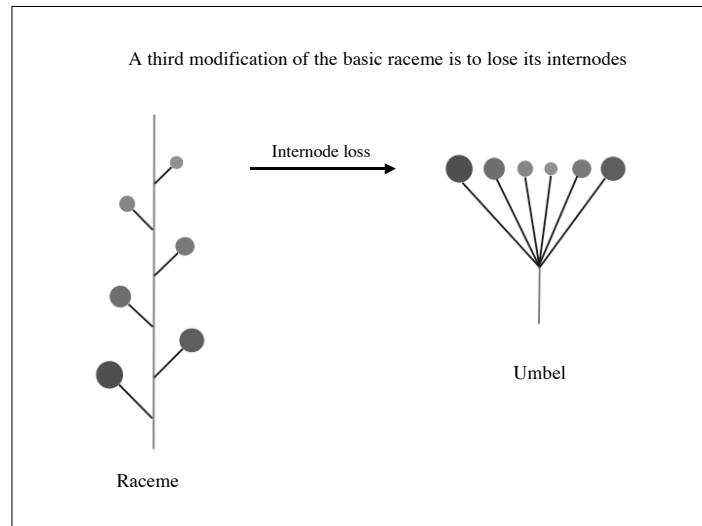 A third modification of the basic raceme is to lose its internodes
Internode loss
Umbel
Raceme